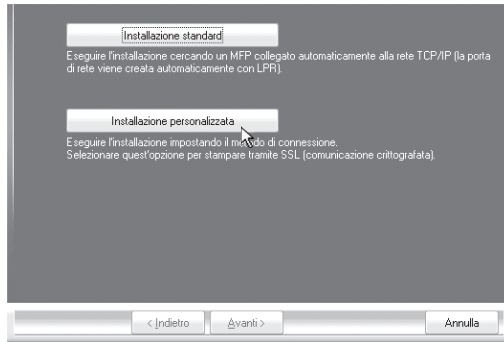 Installazione standard
Eseguire l'installazione cercando un MFP collegato automaticamente alla rete TCP/IP (la porta
di rete viene creata automaticamente con LPR).
Installazione personalizzata
Eseguire l'installazione impostando il metodo di connessione.
Selezionare quest'opzione per stampare tramite SSL (comunicazione crittografata).
< Indietro
Avanti >
Annulla